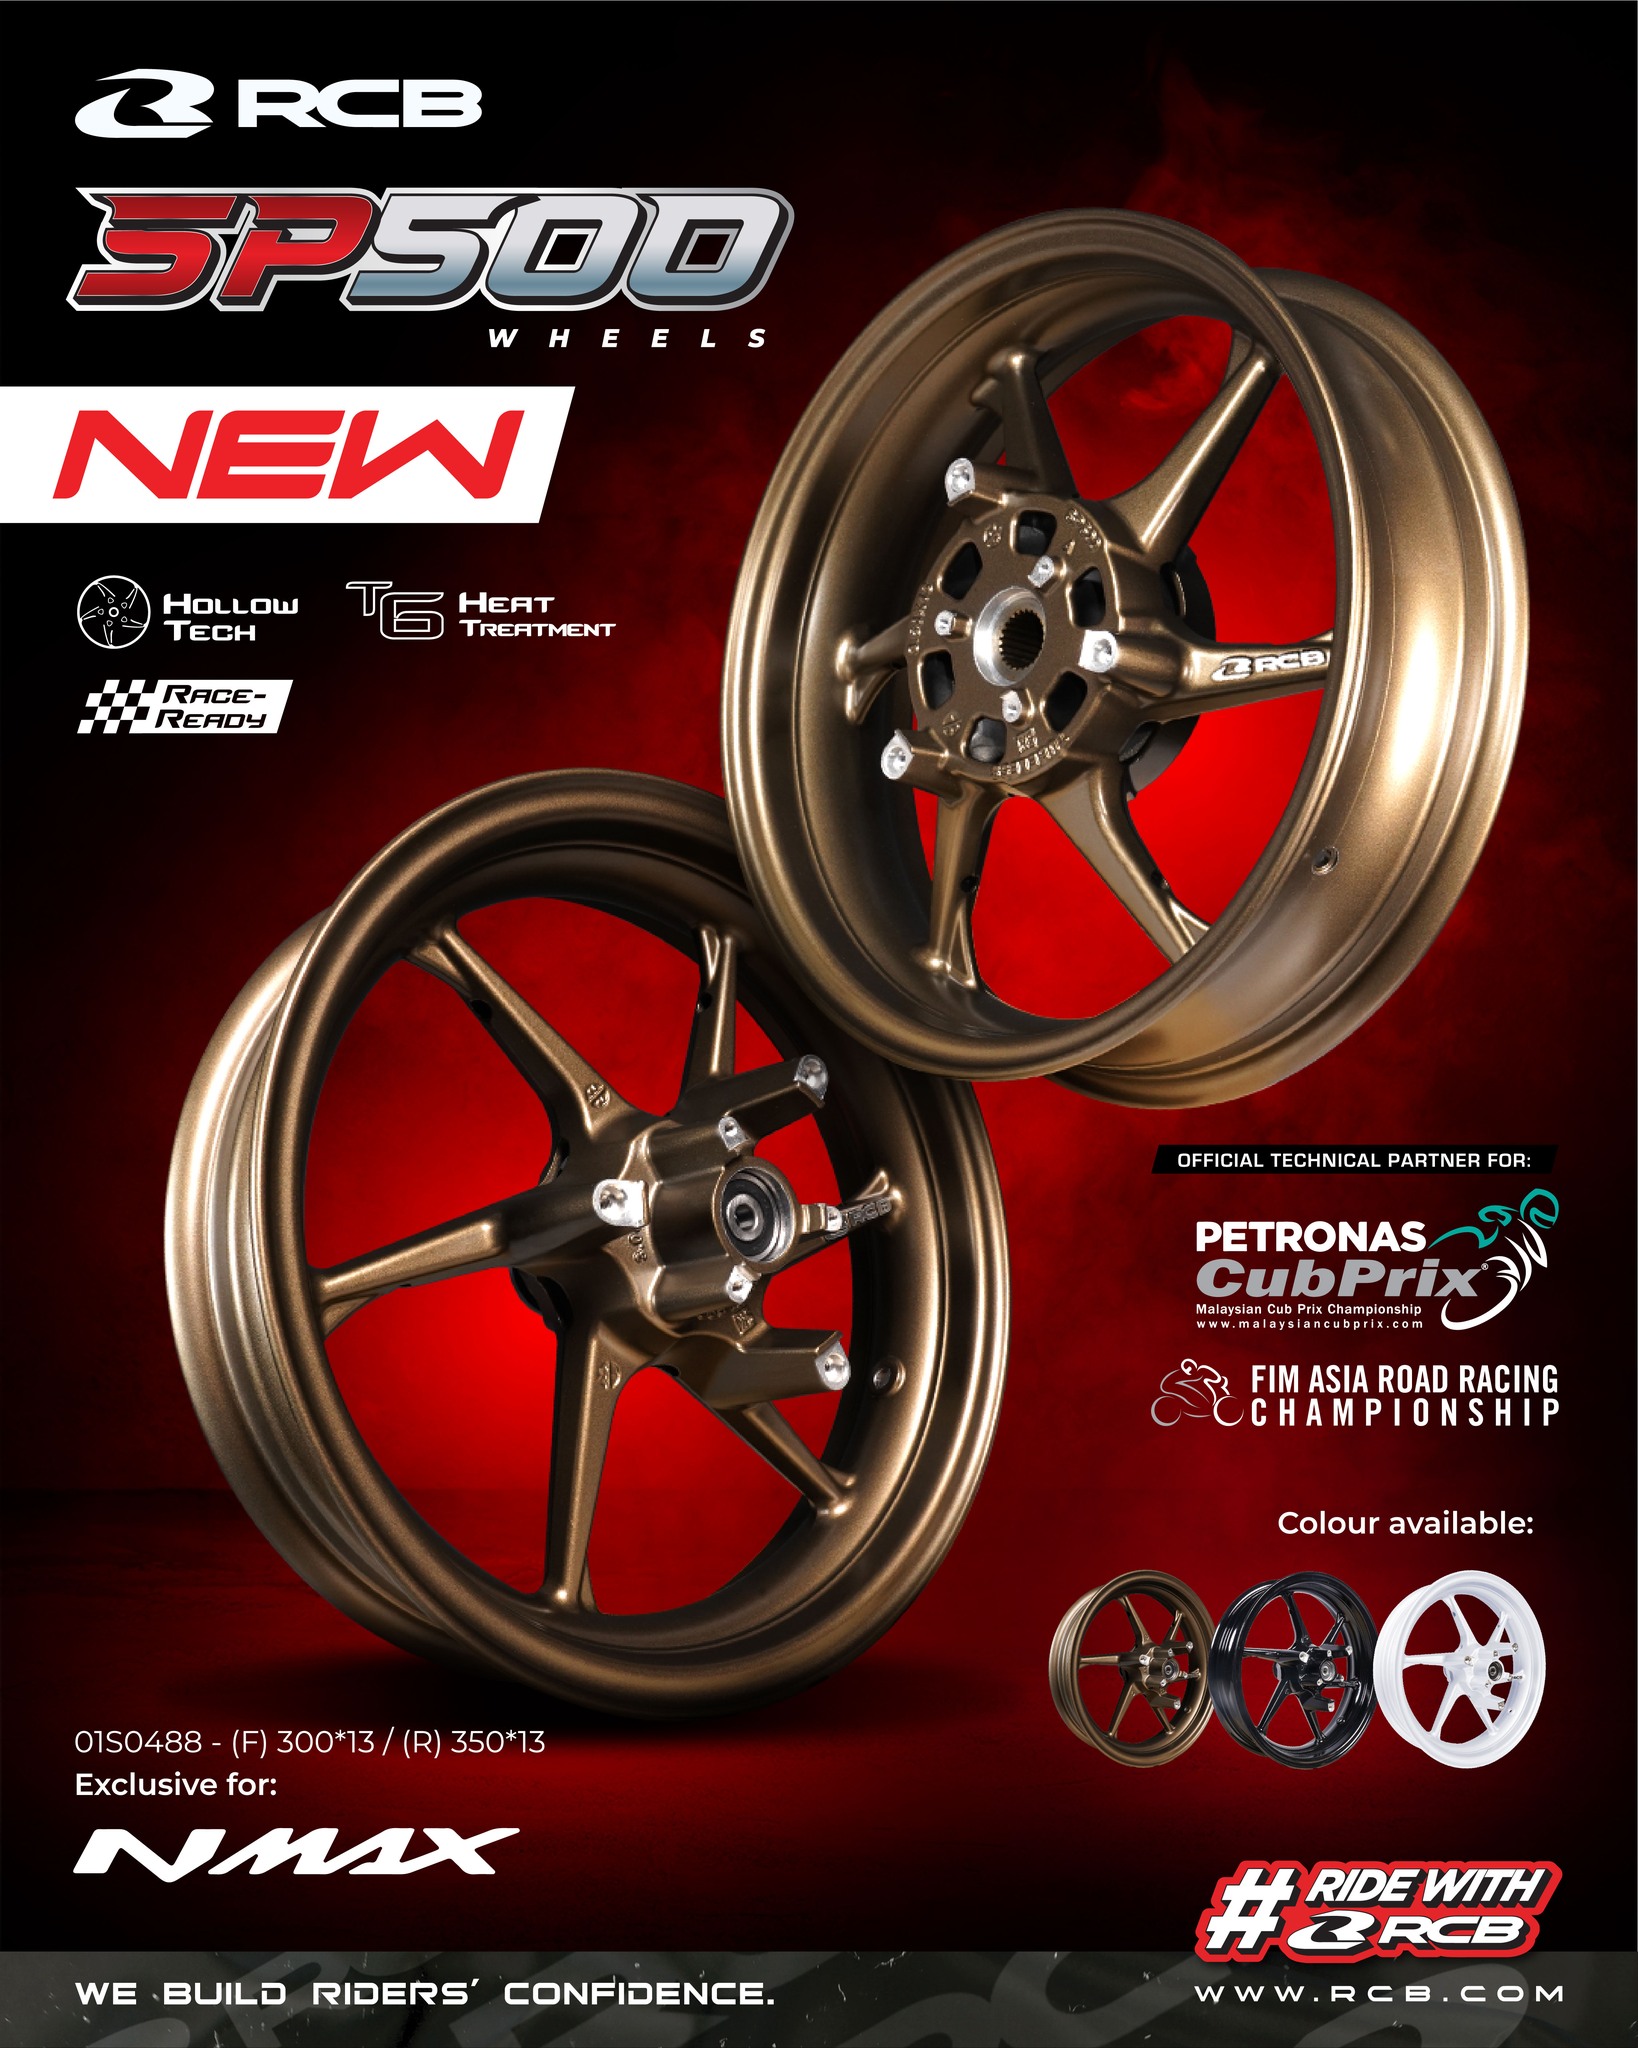 RCB
SP500
WHEELS
NEW
HOLLOW
TECH
T6 HEAT
TREATMENT
RACE-
READY
RCB
SP500
RCB
OFFICIAL TECHNICAL PARTNER FOR:
PETRONAS
CubPrix®
Malaysian Cub Prix Championship
www.malaysiancubprix.com
FIM ASIA ROAD RACING
CHAMPIONSHIP
Colour available:
01S0488 - (F) 300*13 / (R) 350*13
Exclusive for:
NMAX
#RIDE WITH
RCB
WE BUILD RIDERS' CONFIDENCE.
WWW.RCB.COM